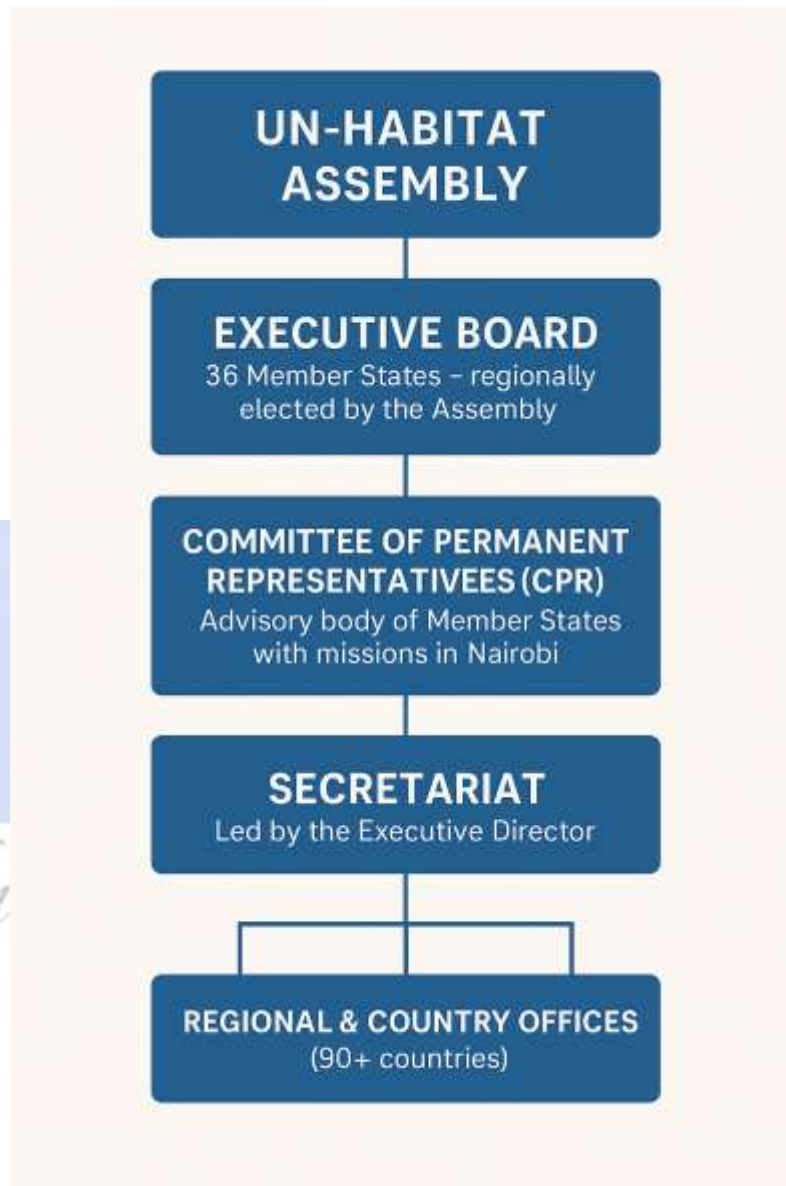 UN-HABITAT
ASSEMBLY
EXECUTIVE BOARD
36 Member States – regionally
elected by the Assembly
COMMITTEE OF PERMANENT
REPRESENTATIVEES (CPR)
Advisory body of Member States
with missions in Nairobi
SECRETARIAT
Led by the Executive Director
REGIONAL & COUNTRY OFFICES
(90+ countries)